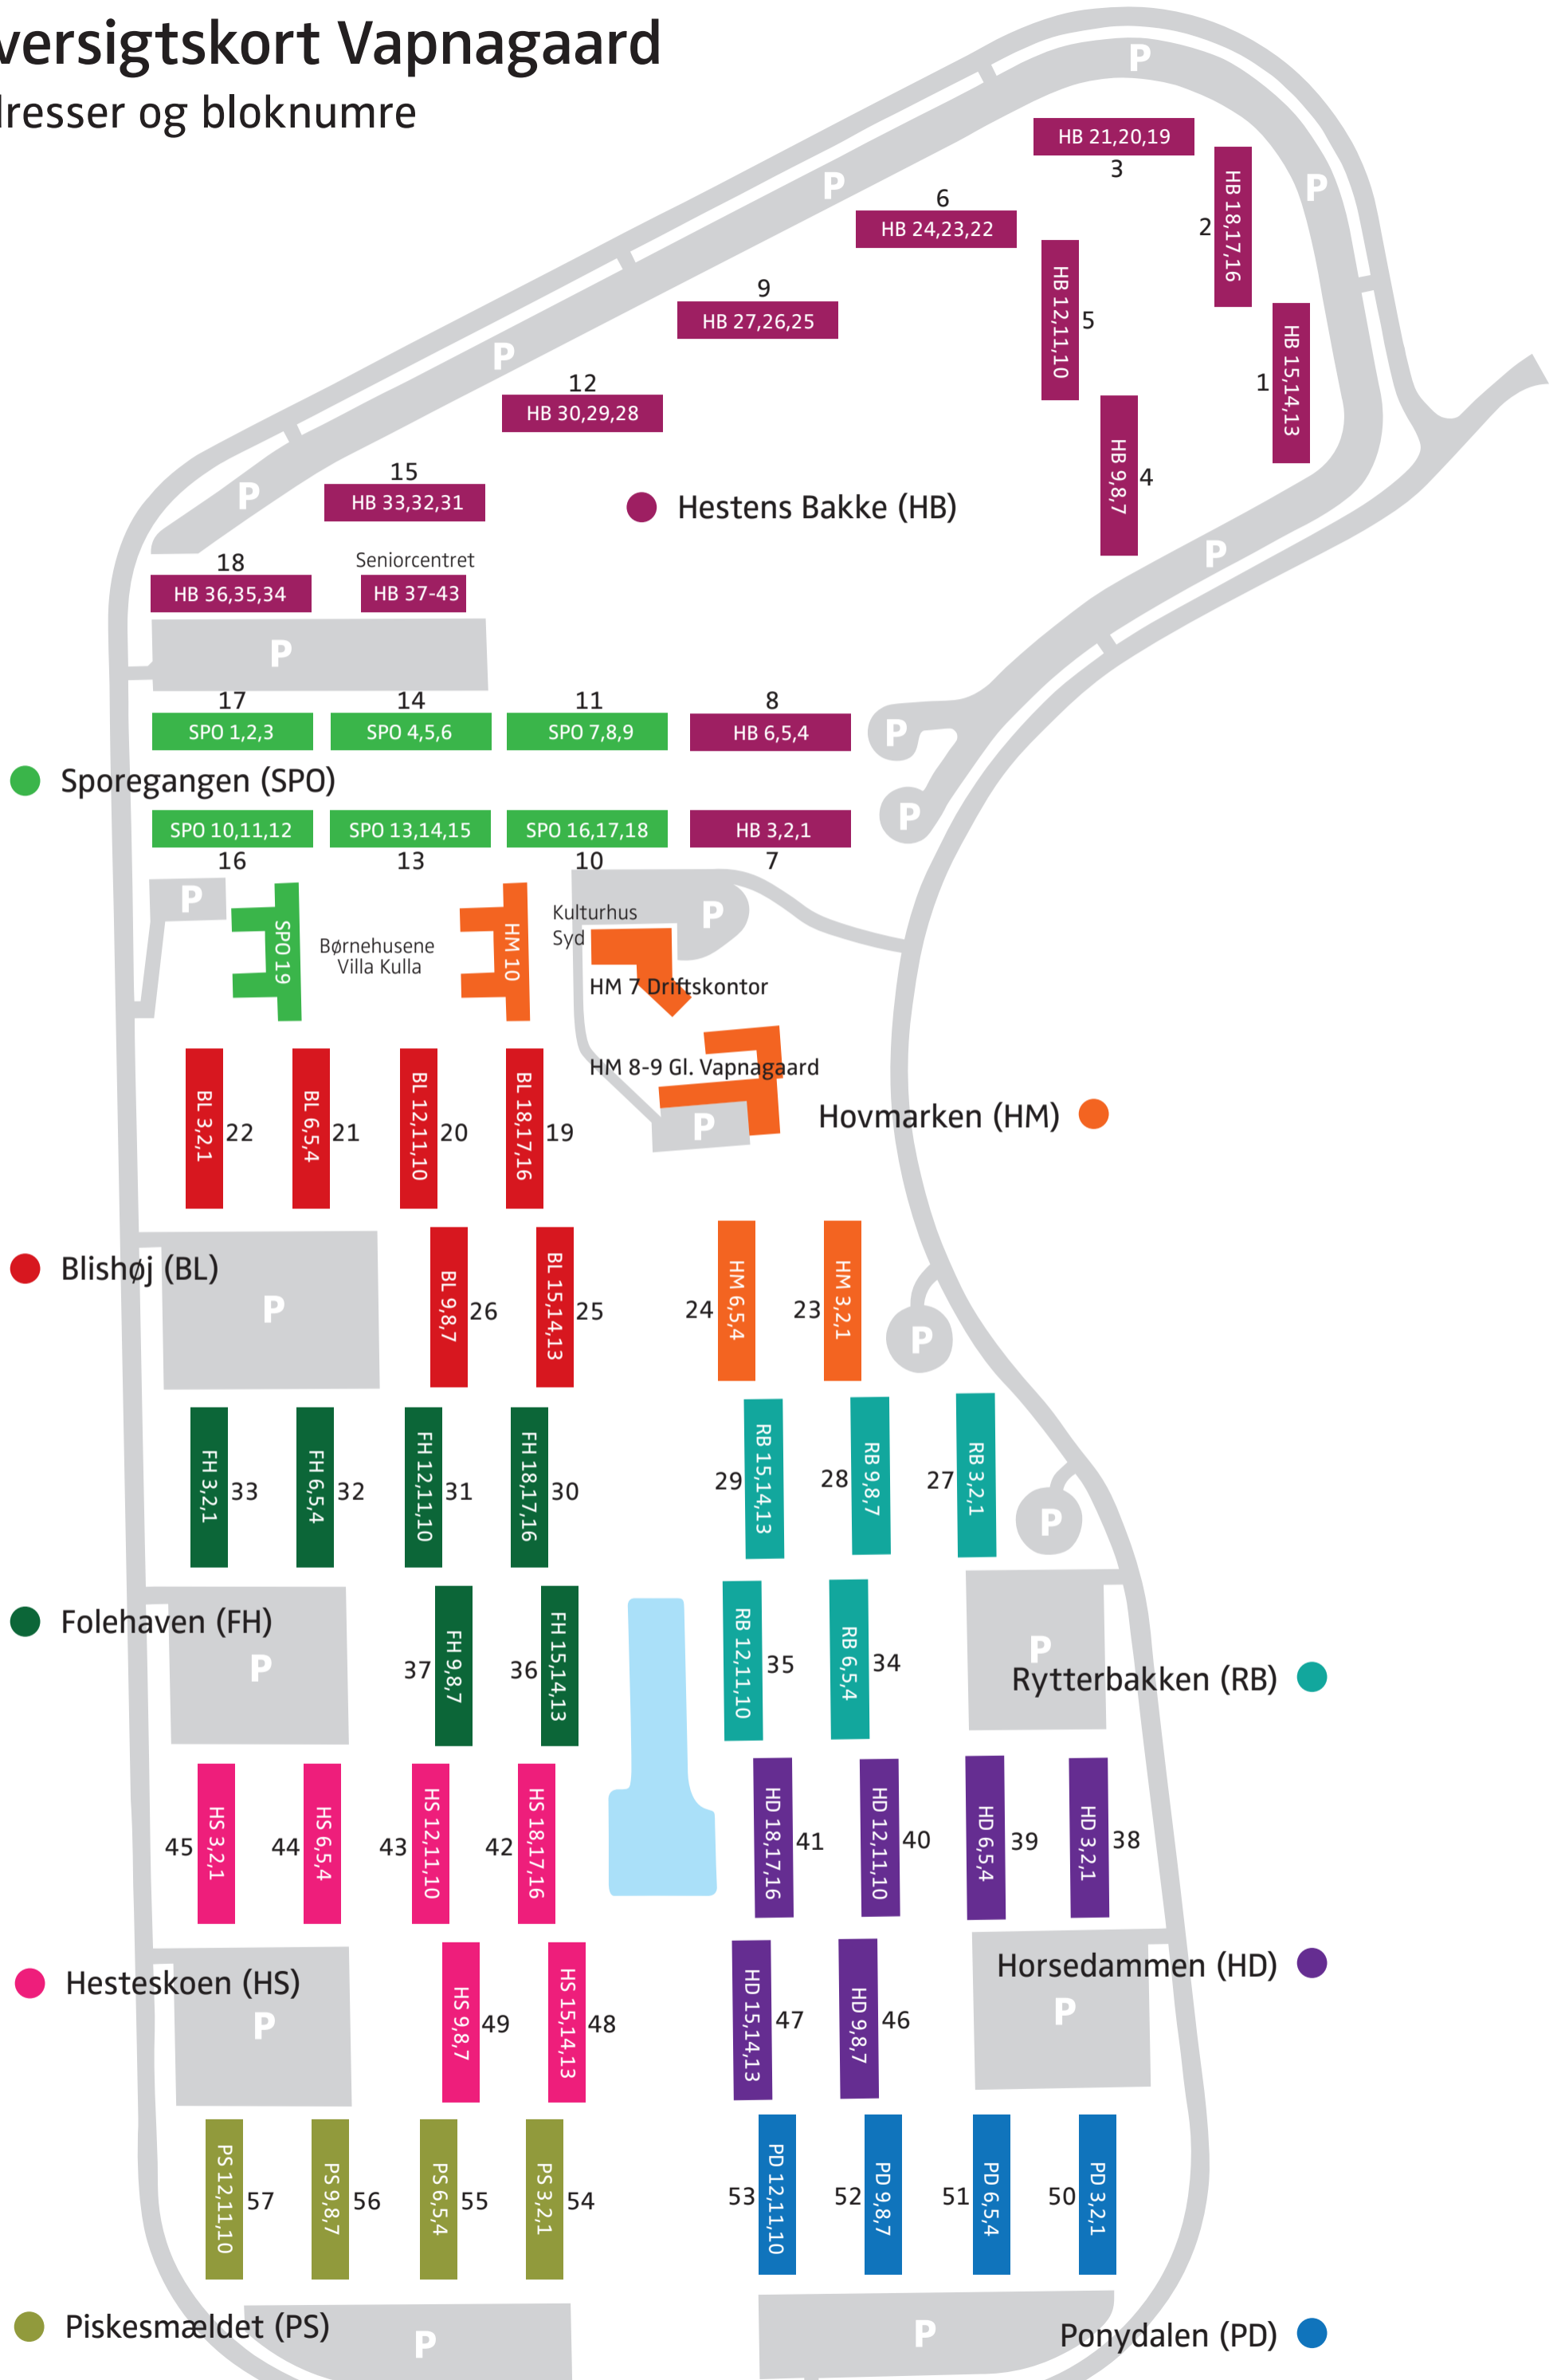 versigtskort Vapnagaard
dresser og bloknumre
P
HB 21,20,19
3
HB 18,17,16
2
P
P
6
HB 24,23,22
HB 12,11,10
5
9
HB 27,26,25
HB 15,14,13
1
P
12
HB 30,29,28
HB 9,8,7
4
15
HB 33,32,31
P
Hestens Bakke (HB)
P
18
HB 36,35,34
Seniorcentret
HB 37-43
P
17
SPO 1,2,3
14
SPO 4,5,6
11
SPO 7,8,9
8
HB 6,5,4
P
Sporegangen (SPO)
SPO 10,11,12
16
SPO 13,14,15
13
SPO 16,17,18
10
HB 3,2,1
7
P
P
SPO 19
Børnehusene
Villa Kulla
HM 10
Kulturhus
Syd
P
HM 7 Driftskontor
HM 8-9 Gl. Vapnagaard
P
Hovmarken (HM)
BL 3,2,1
22
BL 6,5,4
21
BL 12,11,10
20
BL 18,17,16
19
Blishøj (BL)
P
BL 9,8,7
26
BL 15,14,13
25
24
HM 6,5,4
23
HM 3,2,1
P
FH 3,2,1
33
FH 6,5,4
32
FH 12,11,10
31
FH 18,17,16
30
29
RB 15,14,13
28
RB 9,8,7
27
RB 3,2,1
P
Folehaven (FH)
P
37
FH 9,8,7
36
FH 15,14,13
RB 12,11,10
35
RB 6,5,4
34
P
Rytterbakken (RB)
45
HS 3,2,1
44
HS 6,5,4
43
HS 12,11,10
42
HS 18,17,16
HD 18,17,16
41
HD 12,11,10
40
HD 6,5,4
39
HD 3,2,1
38
Hesteskoen (HS)
P
HS 9,8,7
49
HS 15,14,13
48
HD 15,14,13
47
HD 9,8,7
46
Horsedammen (HD)
P
PS 12,11,10
57
PS 9,8,7
56
PS 6,5,4
55
PS 3,2,1
54
53
PD 12,11,10
52
PD 9,8,7
51
PD 6,5,4
50
PD 3,2,1
Piskesmældet (PS)
P
P
Ponydalen (PD)